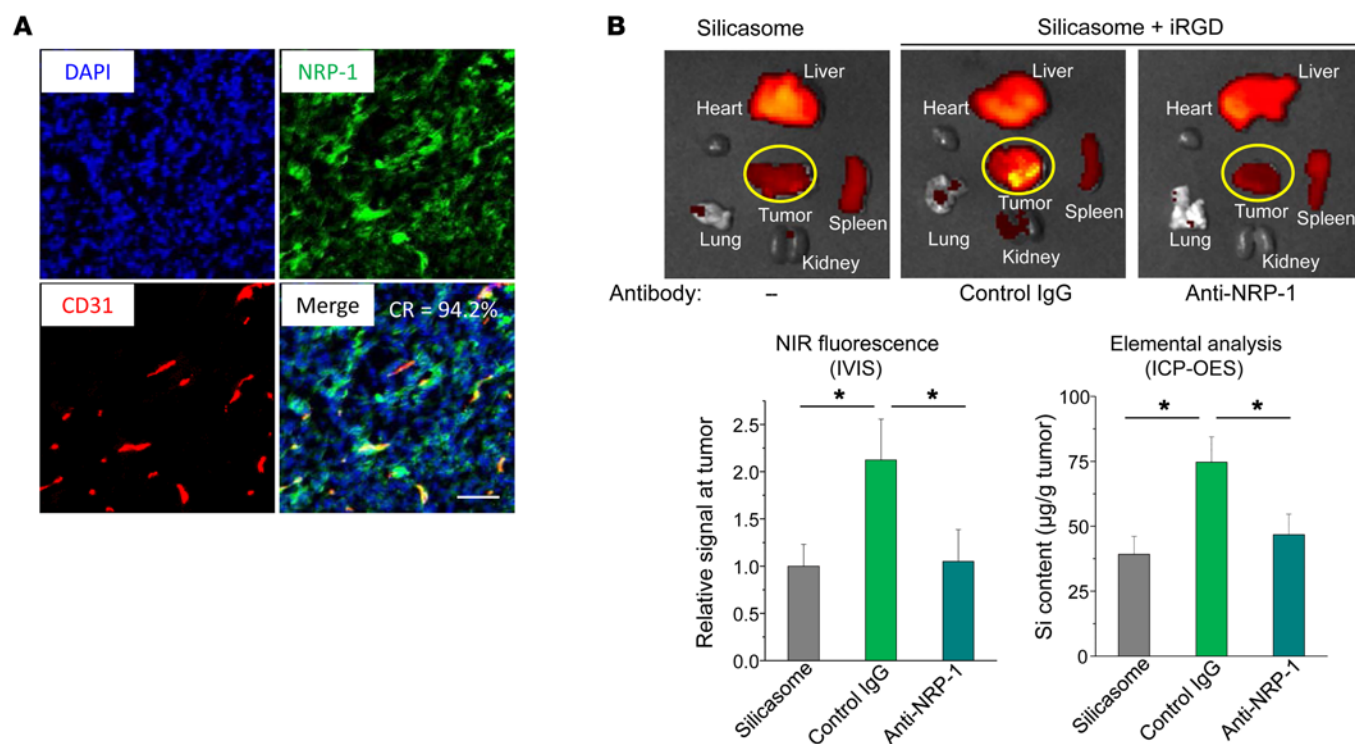 A
DAPI
NRP-1
CD31
Merge
CR = 94.2%
B
Silicasome
Silicasome + iRGD
Liver
Heart
Tumor
Spleen
Lung
Kidney
Liver
Heart
Tumor
Spleen
Lung
Kidney
Liver
Heart
Tumor
Spleen
Lung
Kidney
Antibody: – Control IgG Anti-NRP-1
NIR fluorescence
(IVIS)
* *
Relative signal at tumor
2.5
2.0
1.5
1.0
0.5
0.0
Silicasome
Control IgG
Anti-NRP-1
Elemental analysis
(ICP-OES)
* *
Si content (µg/g tumor)
100
75
50
25
0
Silicasome
Control IgG
Anti-NRP-1